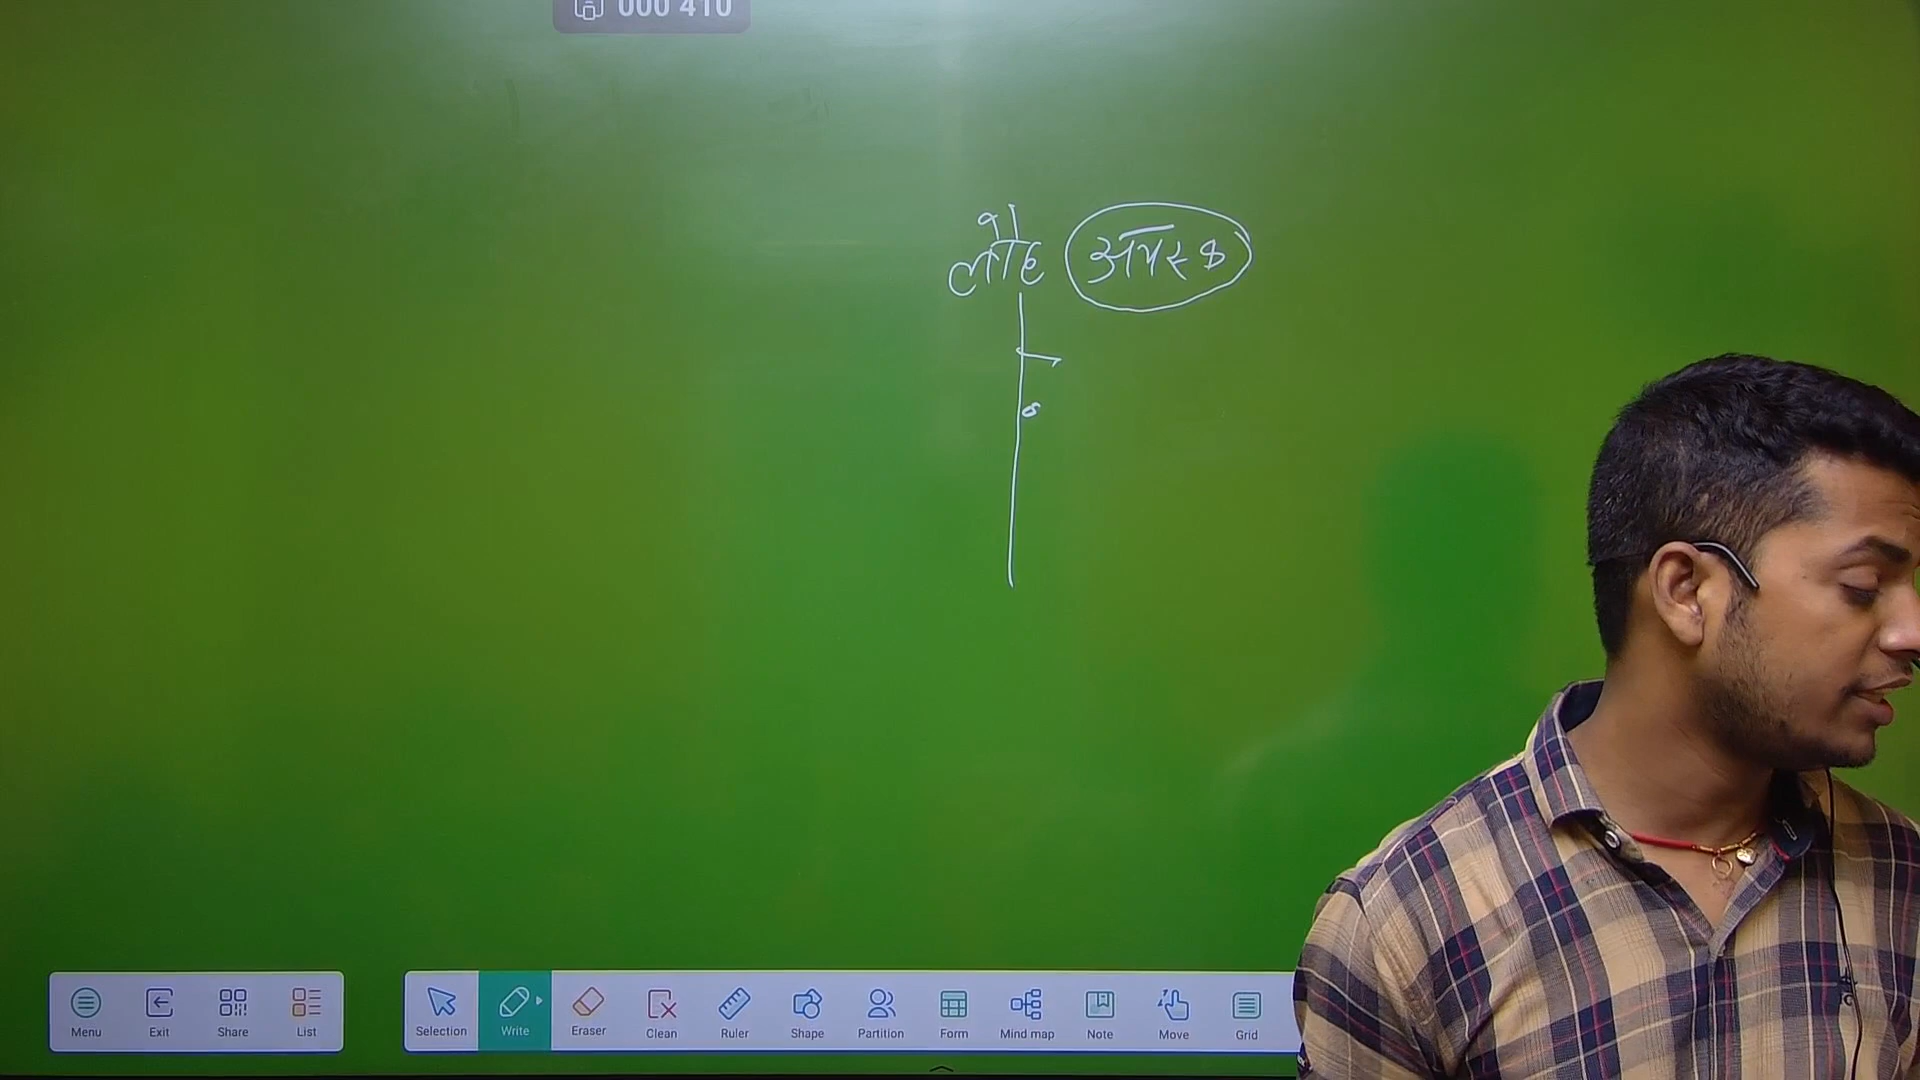 000 410
लौह अयस्क
Menu Exit Share List Selection Write Eraser Clean Ruler Shape Partition Form Mind map Note Move Grid